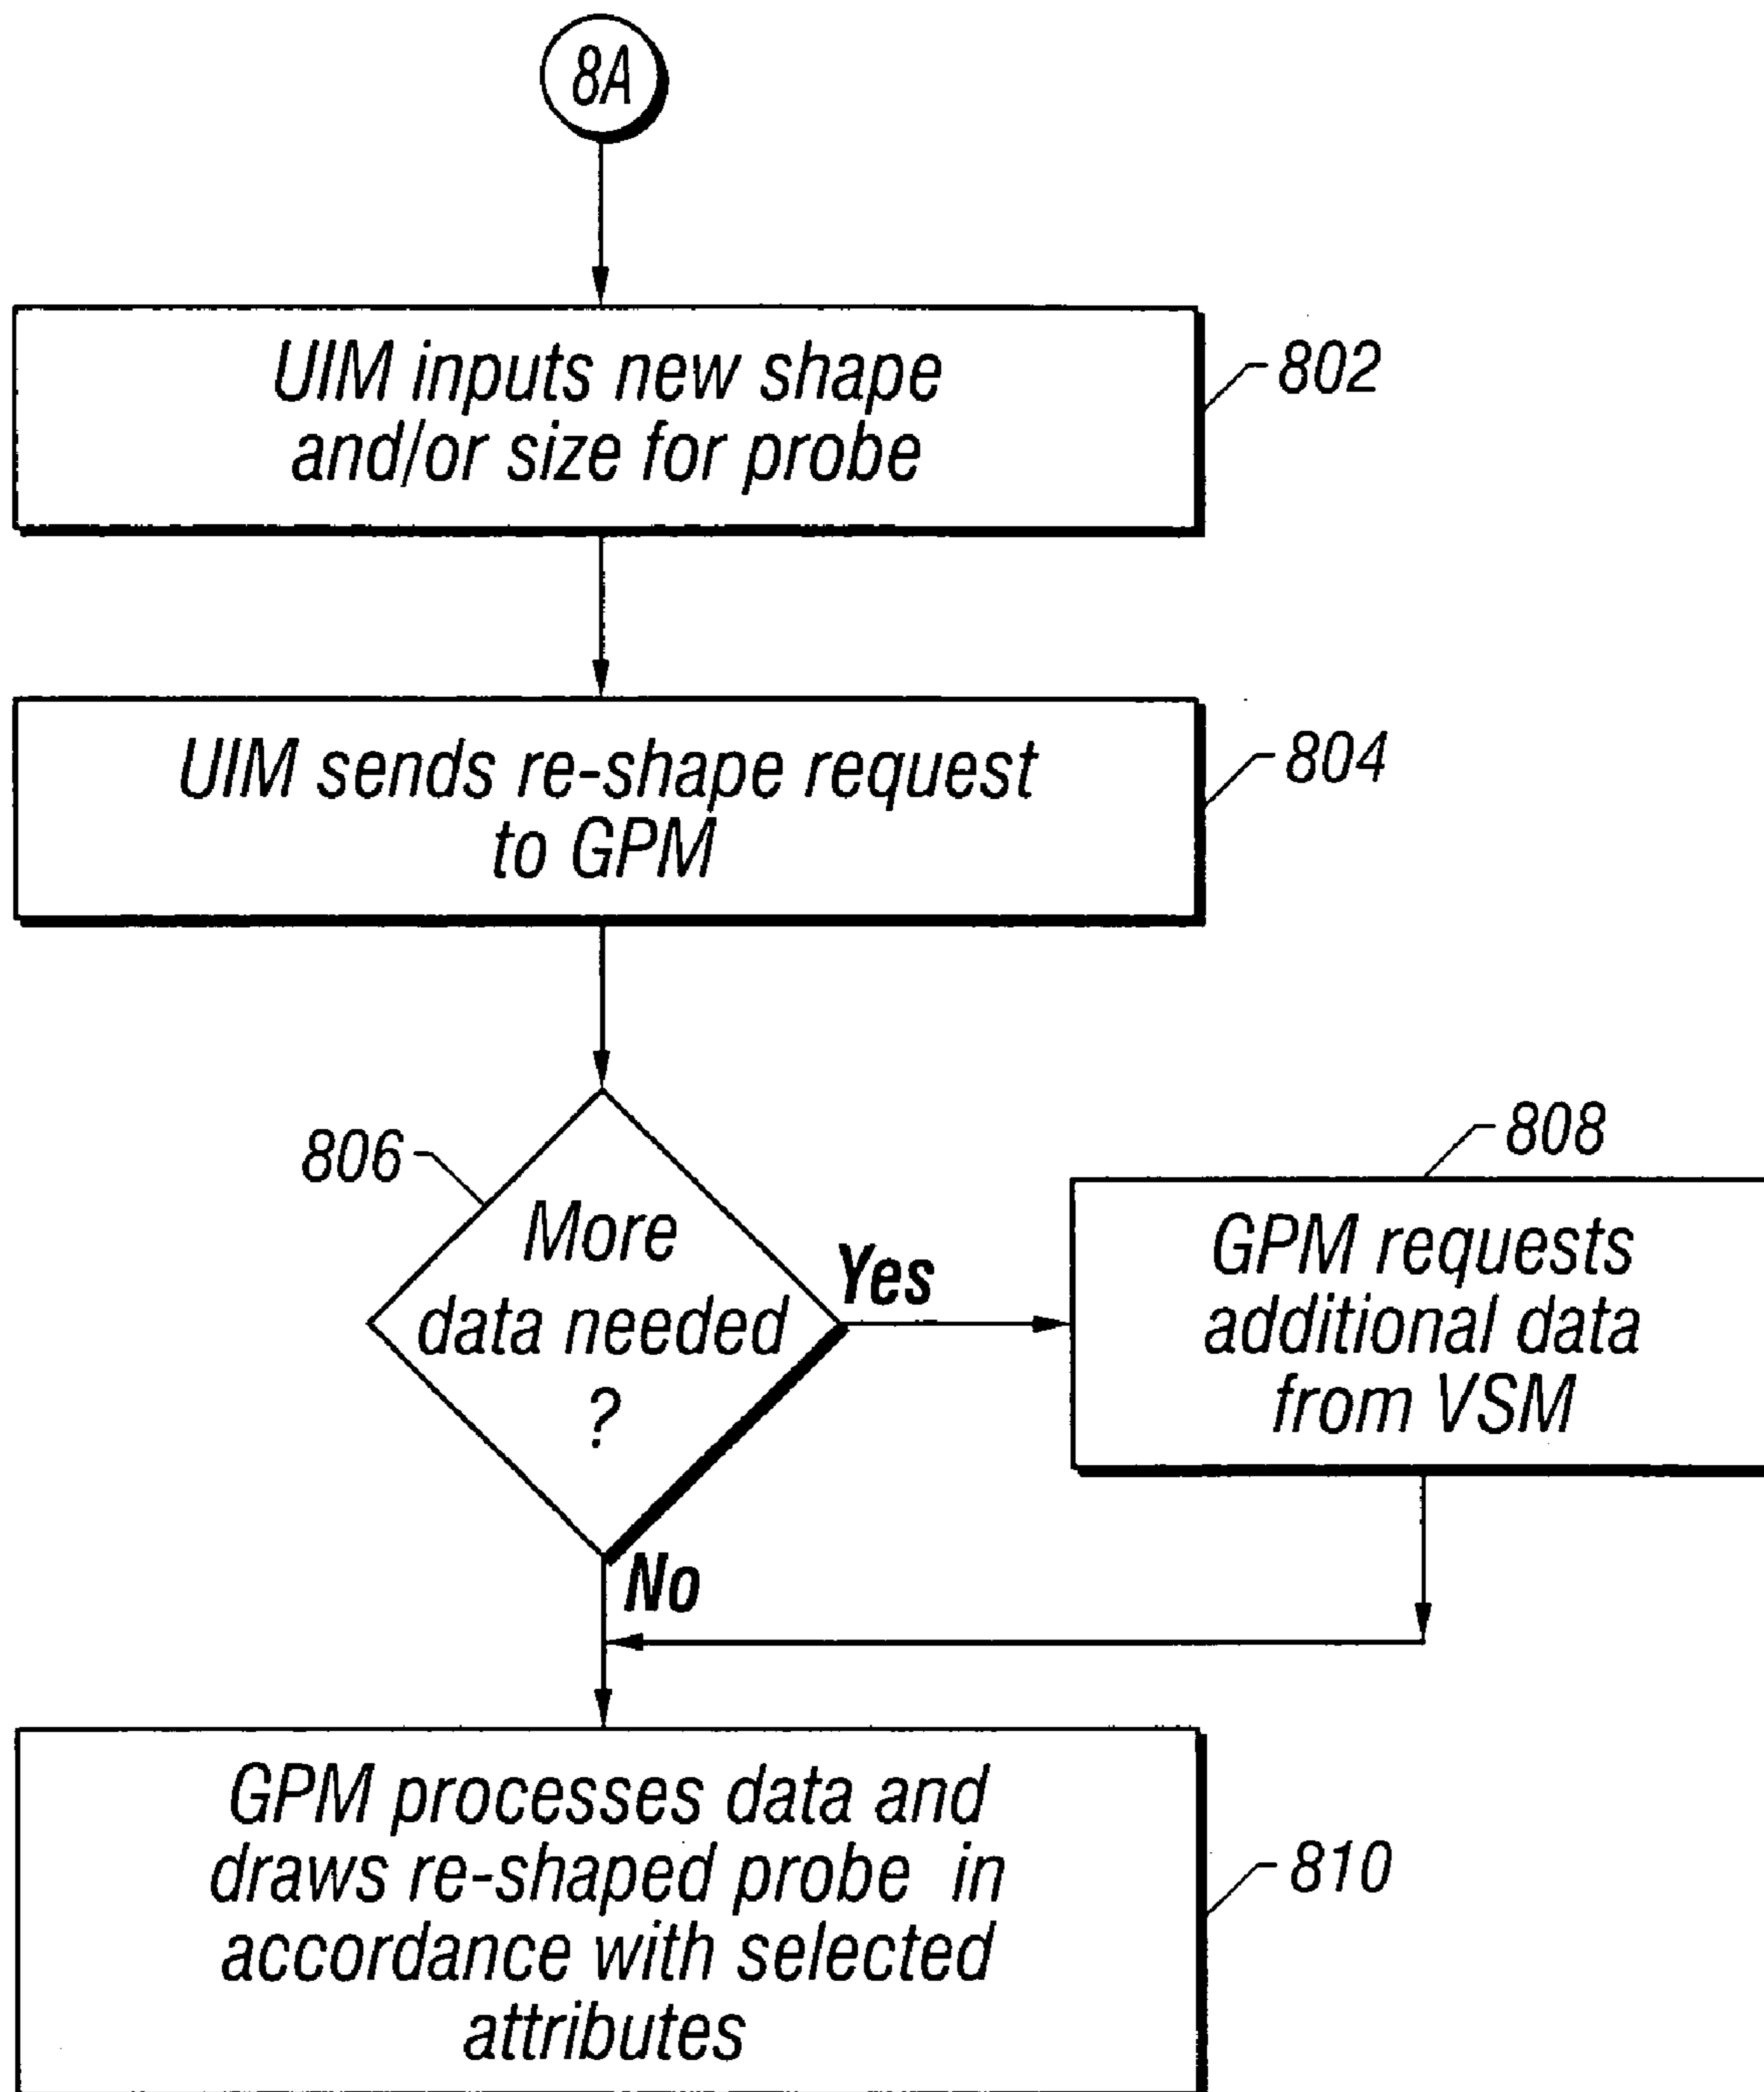 8A
UIM inputs new shape
and/or size for probe
802
UIM sends re-shape request
to GPM
804
806
More
data needed
?
Yes
No
808
GPM requests
additional data
from VSM
GPM processes data and
draws re-shaped probe in
accordance with selected
attributes
810